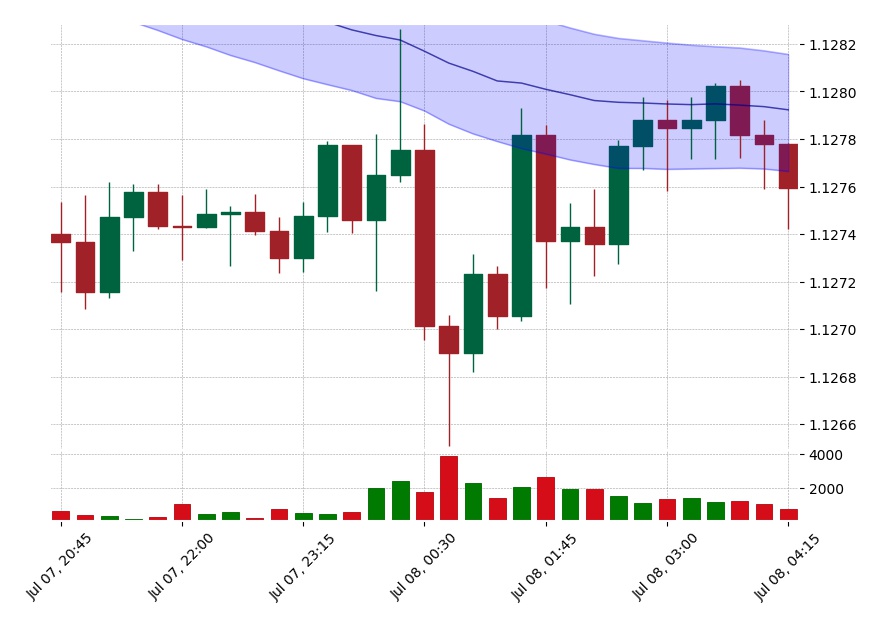 1.1282
1.1280
1.1278
1.1276
1.1274
1.1272
1.1270
1.1268
1.1266
4000
2000
Jul 07, 20:45
Jul 07, 22:00
Jul 07, 23:15
Jul 08, 00:30
Jul 08, 01:45
Jul 08, 03:00
Jul 08, 04:15